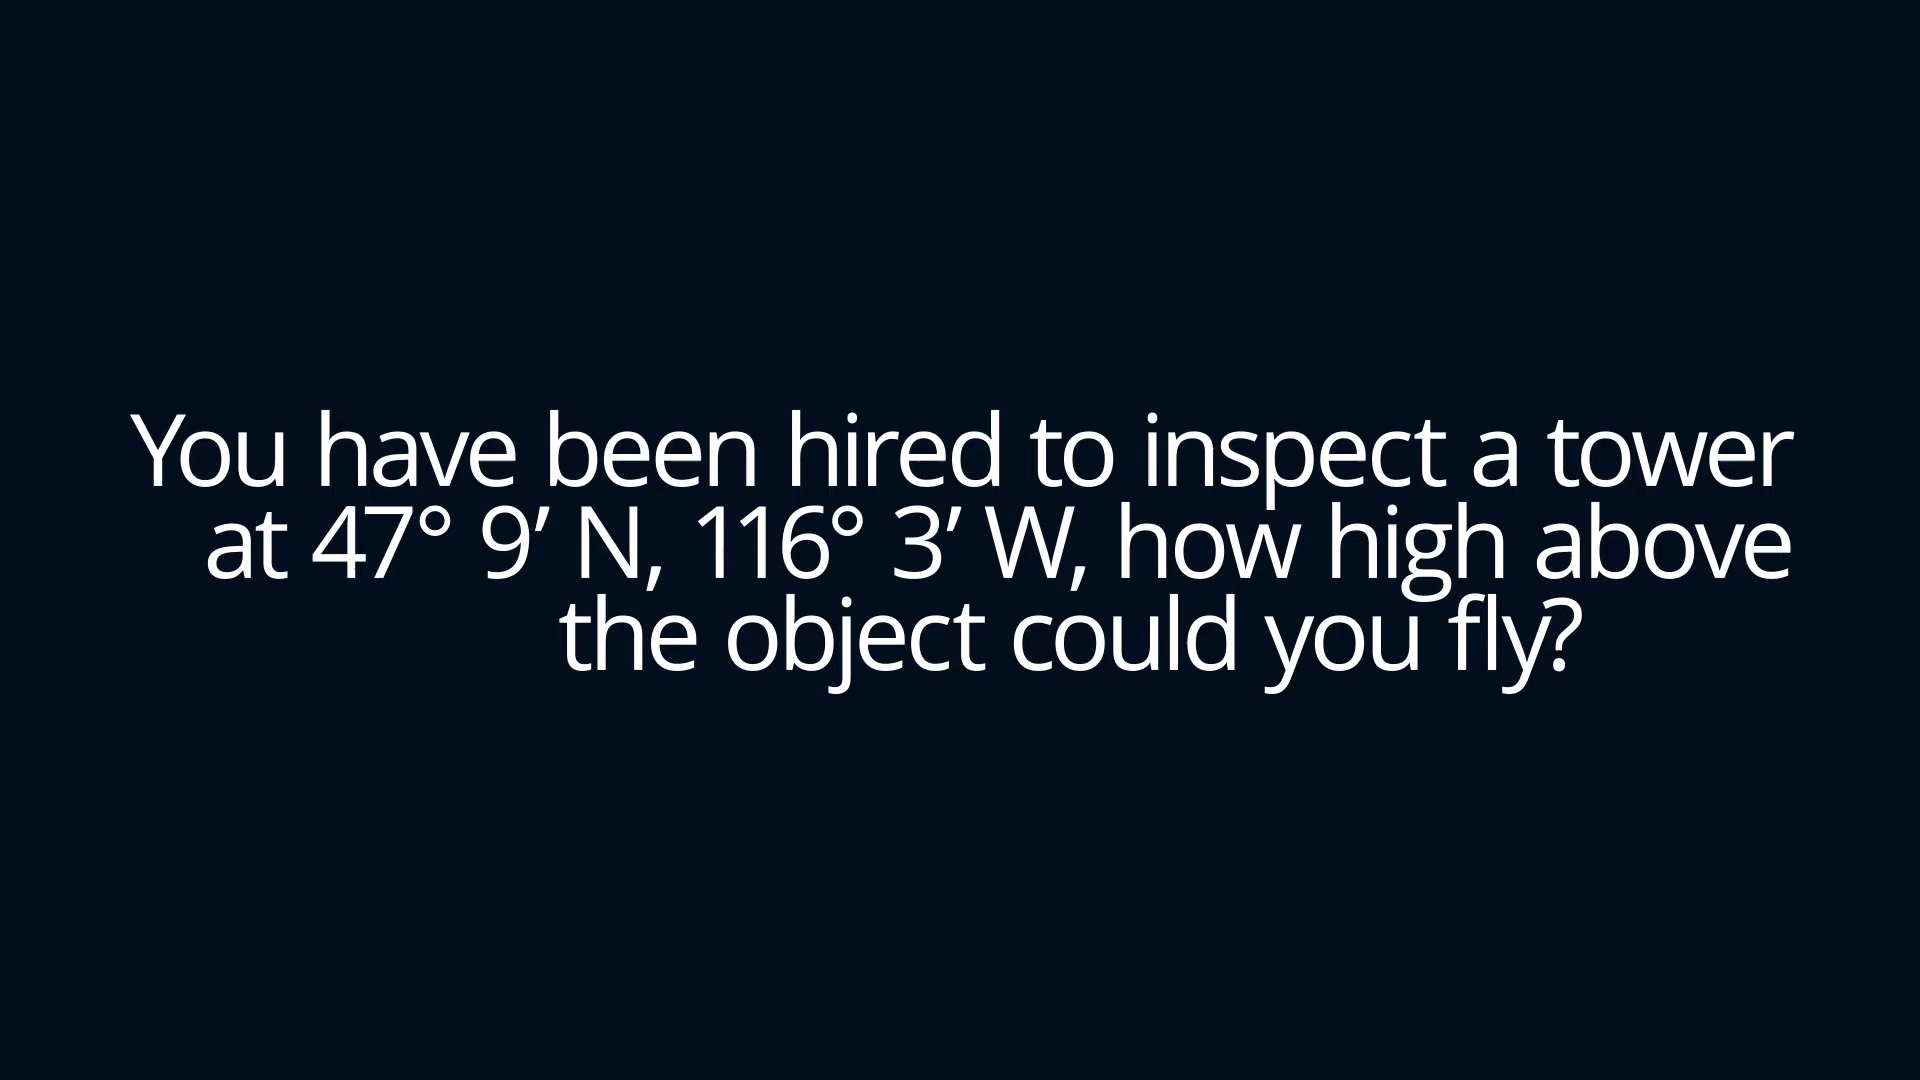 You have been hired to inspect a tower
at 47° 9’ N, 116° 3’ W, how high above
the object could you fly?